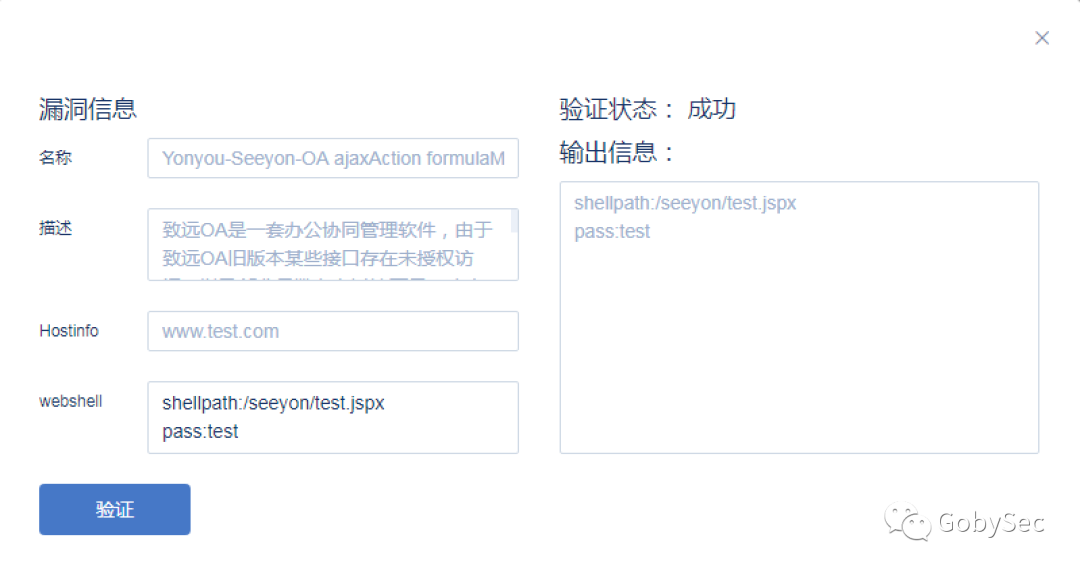 漏洞信息
名称
Yonyou-Seeyon-OA ajaxAction formulaM
描述
致远OA是一套办公协同管理软件，由于
致远OA旧版本某些接口存在未授权访
Hostinfo
www.test.com
webshell
shellpath:/seeyon/test.jspx
pass:test
验证
验证状态： 成功
输出信息：
shellpath:/seeyon/test.jspx
pass:test
GobySec